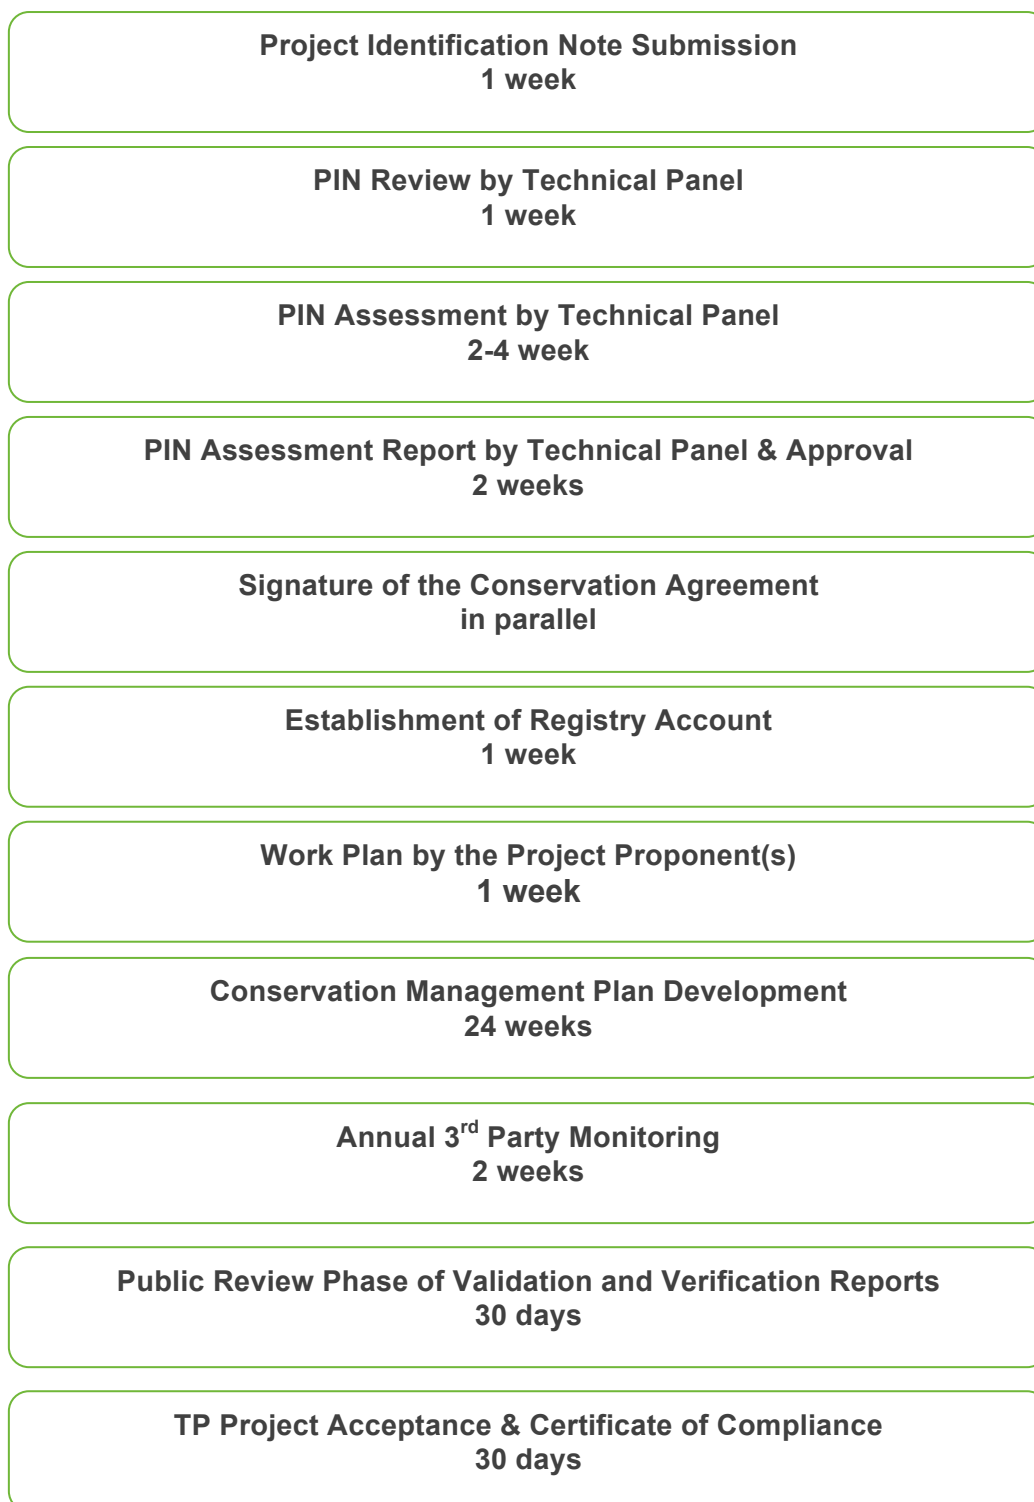 Project Identification Note Submission
1 week
PIN Review by Technical Panel
1 week
PIN Assessment by Technical Panel
2-4 week
PIN Assessment Report by Technical Panel & Approval
2 weeks
Signature of the Conservation Agreement
in parallel
Establishment of Registry Account
1 week
Work Plan by the Project Proponent(s)
1 week
Conservation Management Plan Development
24 weeks
Annual 3rd Party Monitoring
2 weeks
Public Review Phase of Validation and Verification Reports
30 days
TP Project Acceptance & Certificate of Compliance
30 days